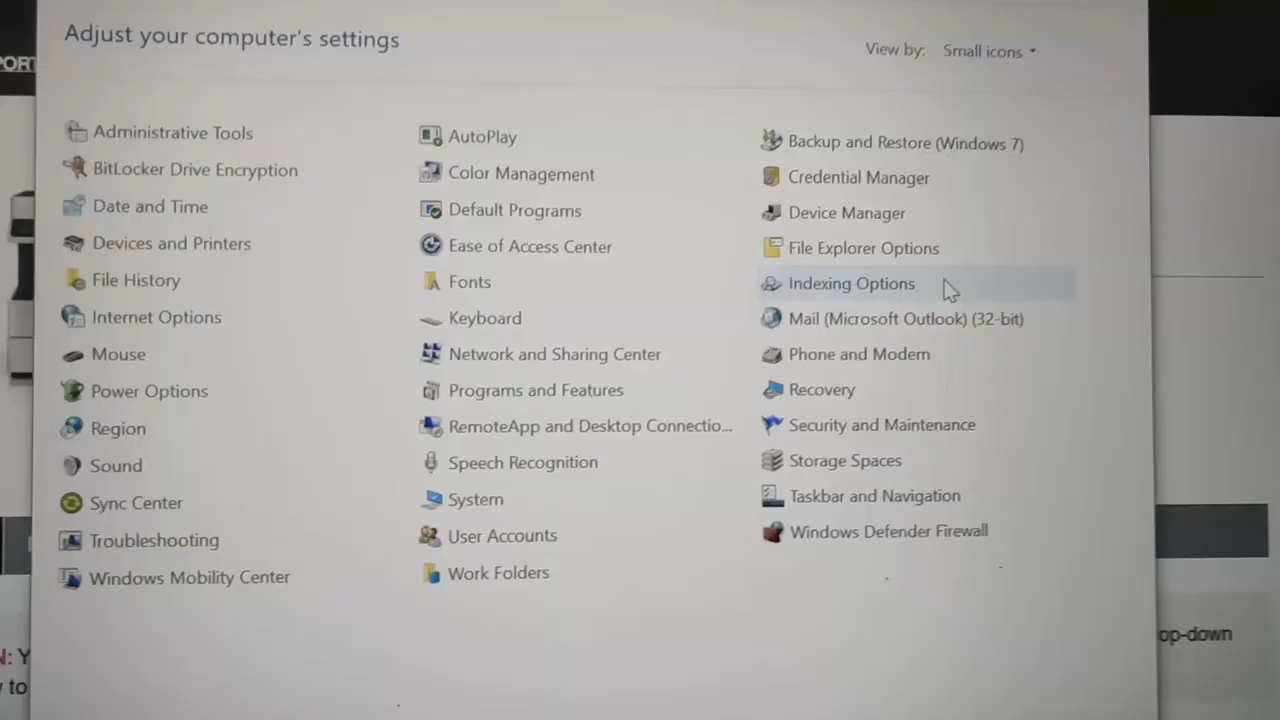 Adjust your computer's settings
View by: Small icons
Administrative Tools
BitLocker Drive Encryption
Date and Time
Devices and Printers
File History
Internet Options
Mouse
Power Options
Region
Sound
Sync Center
Troubleshooting
Windows Mobility Center
AutoPlay
Color Management
Default Programs
Ease of Access Center
Fonts
Keyboard
Network and Sharing Center
Programs and Features
RemoteApp and Desktop Connectio...
Speech Recognition
System
User Accounts
Work Folders
Backup and Restore (Windows 7)
Credential Manager
Device Manager
File Explorer Options
Indexing Options
Mail (Microsoft Outlook) (32-bit)
Phone and Modem
Recovery
Security and Maintenance
Storage Spaces
Taskbar and Navigation
Windows Defender Firewall
PORT
N: Y
to
op-down